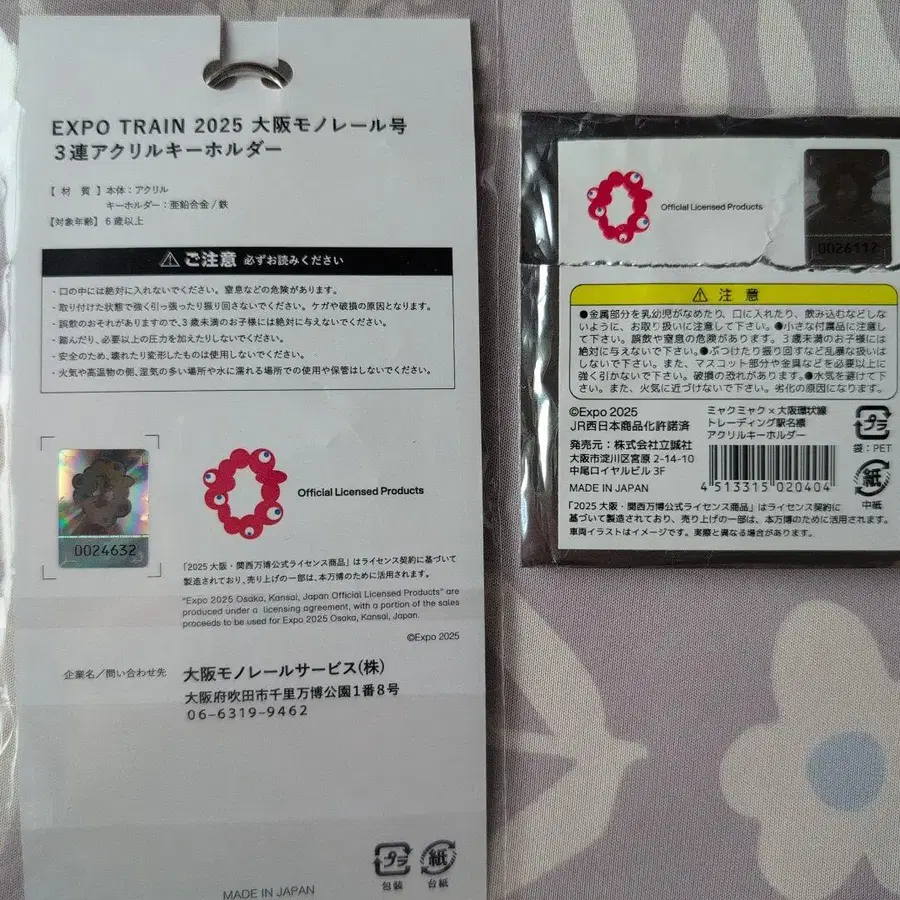 EXPO TRAIN 2025 大阪モノレール号
3連アクリルキーホルダー
【材 質】本体：アクリル
キーホルダー：亜鉛合金/鉄
【対象年齢】6歳以上
ご注意 必ずお読みください
・口の中には絶対に入れないでください。窒息などの危険があります。
・取り付けた状態で強く引っ張ったり振り回さないでください。ケガや破損の原因となります。
・誤飲のおそれがありますので、3歳未満のお子様には絶対に与えないでください。
・踏んだり、必要以上の圧力を加えたりしないでください。
・安全のため、壊れたり変形したものは使用しないでください。
・火気や高温物の側、湿気の多い場所や水に濡れる場所での使用や保管はしないでください。
0024632
Official Licensed Products
「2025 大阪・関西万博公式ライセンス商品」はライセンス契約に基づいて
製造されており、売り上げの一部は、本万博のために活用されます。
"Expo 2025 Osaka, Kansai, Japan Official Licensed Products" are
produced under a licensing agreement, with a portion of the sales
proceeds to be used for Expo 2025 Osaka, Kansai, Japan.
©Expo 2025
企業名／問い合わせ先
大阪モノレールサービス(株)
大阪府吹田市千里万博公園1番8号
06-6319-9462
プラ
包装
紙
台紙
MADE IN JAPAN
Official Licensed Products
0026112
注 意
●金属部分を乳幼児がなめたり、口に入れたり、飲み込むなどしな
いように、お取り扱いに注意して下さい。●小さな付属品に注意し
て下さい。誤飲や窒息の危険があります。3歳未満のお子様には
絶対に与えないで下さい。●ぶつけたり振り回すなど乱暴な扱いは
しないで下さい。また、マスコット部分や金具などを必要以上に
強く引かないで下さい。破損の恐れがあります。●水気を避けて下
さい。また、火気に近づけないで下さい。劣化の原因になります。
©Expo 2025
JR西日本商品化許諾済
発売元：株式会社立誠社
大阪市淀川区宮原 2-14-10
中尾ロイヤルビル 3F
MADE IN JAPAN
ミャクミャク×大阪環状線
トレーディング駅名標
アクリルキーホルダー
4 513315 020404
プラ
袋：PET
紙
中紙
「2025 大阪・関西万博公式ライセンス商品」はライセンス契約に
基づいて製造されており、売り上げの一部は、本万博のために活用されます。
車両イラストはイメージです。実際と異なる場合があります。